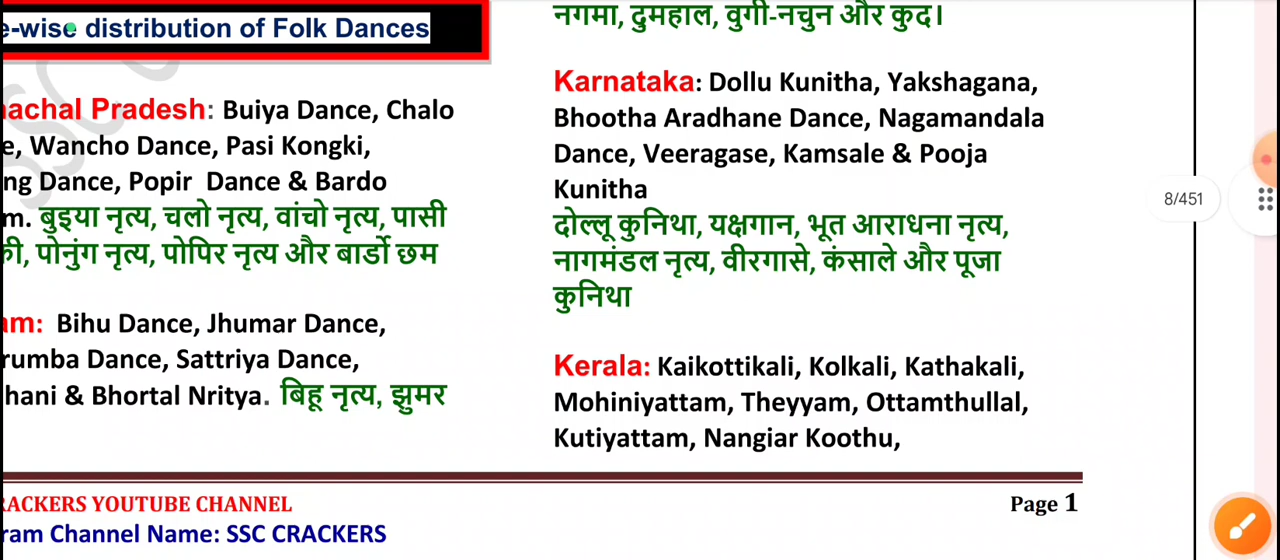 e-wise distribution of Folk Dances
achal Pradesh: Buiya Dance, Chalo
e, Wancho Dance, Pasi Kongki,
ng Dance, Popir Dance & Bardo
m. बुइया नृत्य, चलो नृत्य, वांचो नृत्य, पासी
की, पोनुंग नृत्य, पोपिर नृत्य और बार्डो छम
am: Bihu Dance, Jhumar Dance,
rumba Dance, Sattriya Dance,
hani & Bhortal Nritya. बिहू नृत्य, झुमर
नगमा, दुमहाल, वुगी-नचुन और कुद।
Karnataka: Dollu Kunitha, Yakshagana,
Bhootha Aradhane Dance, Nagamandala
Dance, Veeragase, Kamsale & Pooja
Kunitha
दोल्लू कुनिथा, यक्षगान, भूत आराधना नृत्य,
नागमंडल नृत्य, वीरगासे, कंसाले और पूजा
कुनिथा
Kerala: Kaikottikali, Kolkali, Kathakali,
Mohiniyattam, Theyyam, Ottamthullal,
Kutiyattam, Nangiar Koothu,
8/451
RACKERS YOUTUBE CHANNEL
Page 1
ram Channel Name: SSC CRACKERS